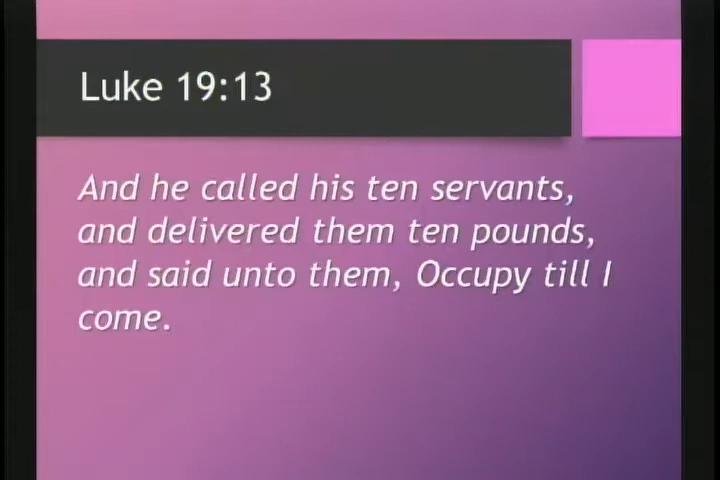 Luke 19:13
And he called his ten servants,
and delivered them ten pounds,
and said unto them, Occupy till I
come.